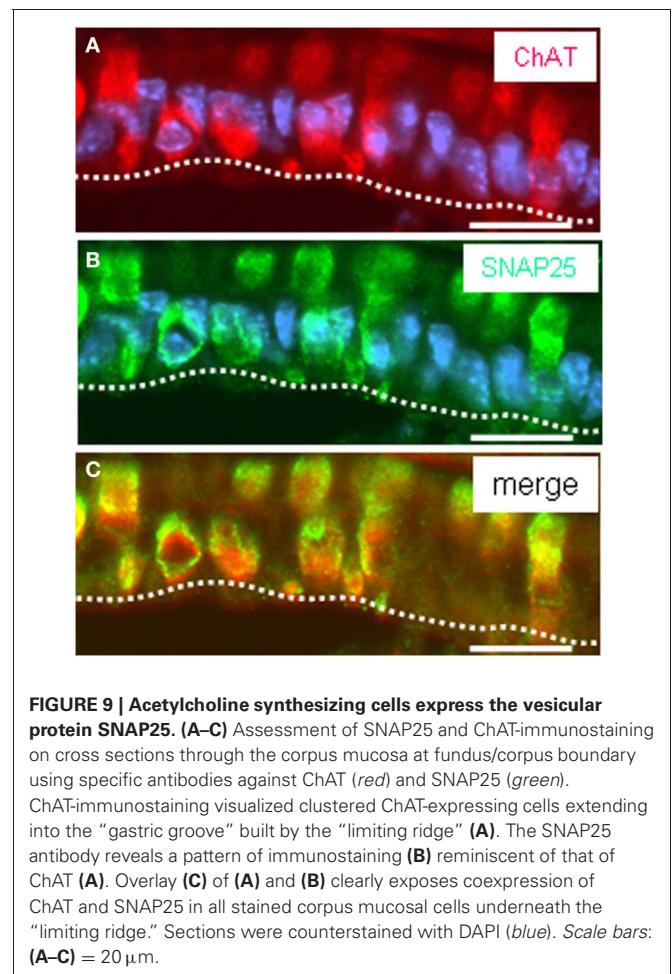 A
ChAT
B
SNAP25
C
merge
FIGURE 9 | Acetylcholine synthesizing cells express the vesicular
protein SNAP25. (A–C) Assessment of SNAP25 and ChAT-immunostaining
on cross sections through the corpus mucosa at fundus/corpus boundary
using specific antibodies against ChAT (red) and SNAP25 (green).
ChAT-immunostaining visualized clustered ChAT-expressing cells extending
into the “gastric groove” built by the “limiting ridge” (A). The SNAP25
antibody reveals a pattern of immunostaining (B) reminiscent of that of
ChAT (A). Overlay (C) of (A) and (B) clearly exposes coexpression of
ChAT and SNAP25 in all stained corpus mucosal cells underneath the
“limiting ridge.” Sections were counterstained with DAPI (blue). Scale bars:
(A–C) = 20 μm.